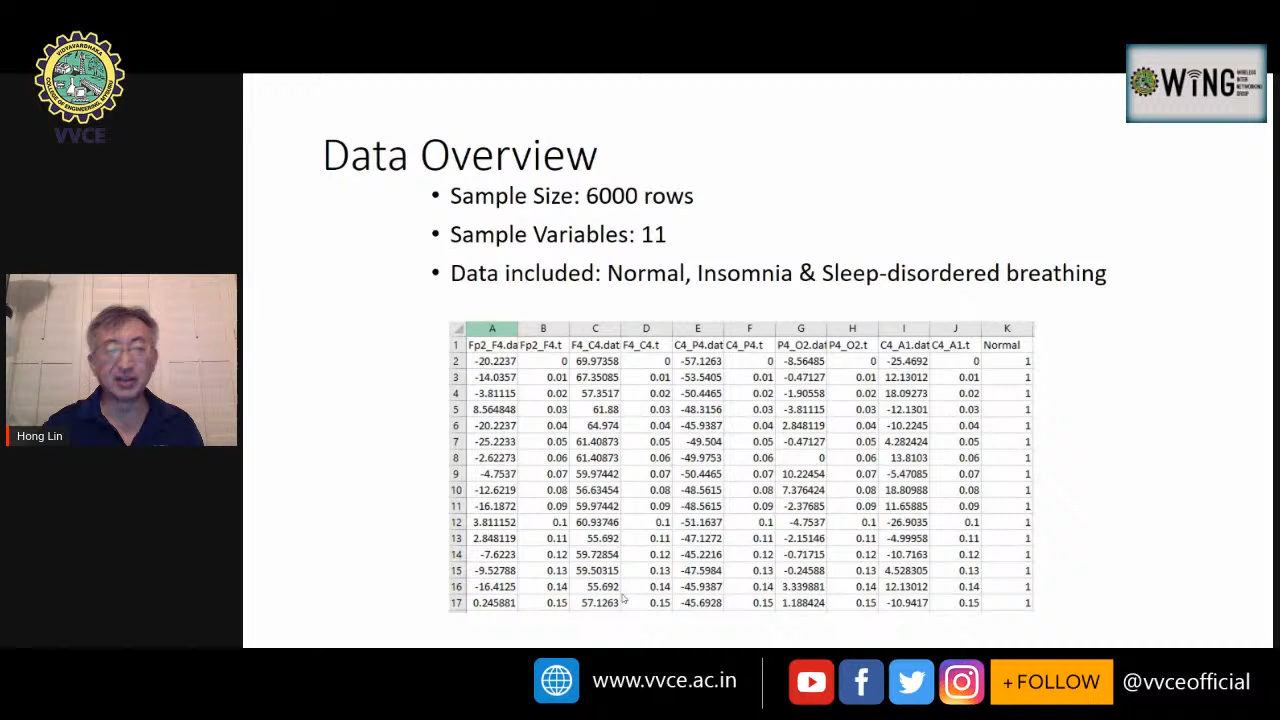 VIDYAVARDHAKA
COLLEGE OF ENGINEERING, MYSURU
VVCE
WiNG WIRELESS INTER NETWORKING GROUP
Data Overview
• Sample Size: 6000 rows
• Sample Variables: 11
• Data included: Normal, Insomnia & Sleep-disordered breathing
A B C D E F G H I J K
1 Fp2_F4.da Fp2_F4.t F4_C4.dat F4_C4.t C4_P4.dat C4_P4.t P4_O2.dat P4_O2.t C4_A1.dat C4_A1.t Normal
2 -20.2237 0 69.97358 0 -57.1263 0 -8.56485 0 -25.4692 0 1
3 -14.0357 0.01 67.35085 0.01 -53.5405 0.01 -0.47127 0.01 12.13012 0.01 1
4 -3.81115 0.02 57.3517 0.02 -50.4465 0.02 -1.90558 0.02 18.09273 0.02 1
5 8.564848 0.03 61.88 0.03 -48.3156 0.03 -3.81115 0.03 -12.1301 0.03 1
6 -20.2237 0.04 64.974 0.04 -45.9387 0.04 2.848119 0.04 -10.2245 0.04 1
7 -25.2233 0.05 61.40873 0.05 -49.504 0.05 -0.47127 0.05 4.282424 0.05 1
8 -2.62273 0.06 61.40873 0.06 -49.9753 0.06 0 0.06 13.8103 0.06 1
9 -4.7537 0.07 59.97442 0.07 -50.4465 0.07 10.22454 0.07 -5.47085 0.07 1
10 -12.6219 0.08 56.63454 0.08 -48.5615 0.08 7.376424 0.08 18.80988 0.08 1
11 -16.1872 0.09 59.97442 0.09 -48.5615 0.09 -2.37685 0.09 11.65885 0.09 1
12 3.811152 0.1 60.93746 0.1 -51.1637 0.1 -4.7537 0.1 -26.9035 0.1 1
13 2.848119 0.11 55.692 0.11 -47.1272 0.11 -2.15146 0.11 -4.99958 0.11 1
14 -7.6223 0.12 59.72854 0.12 -45.2216 0.12 -0.71715 0.12 -10.7163 0.12 1
15 -9.52788 0.13 59.50315 0.13 -47.5984 0.13 -0.24588 0.13 4.528305 0.13 1
16 -16.4125 0.14 55.692 0.14 -45.9387 0.14 3.339881 0.14 12.13012 0.14 1
17 0.245881 0.15 57.1263 0.15 -45.6928 0.15 1.188424 0.15 -10.9417 0.15 1
Hong Lin
www.vvce.ac.in
+ FOLLOW
@vvceofficial